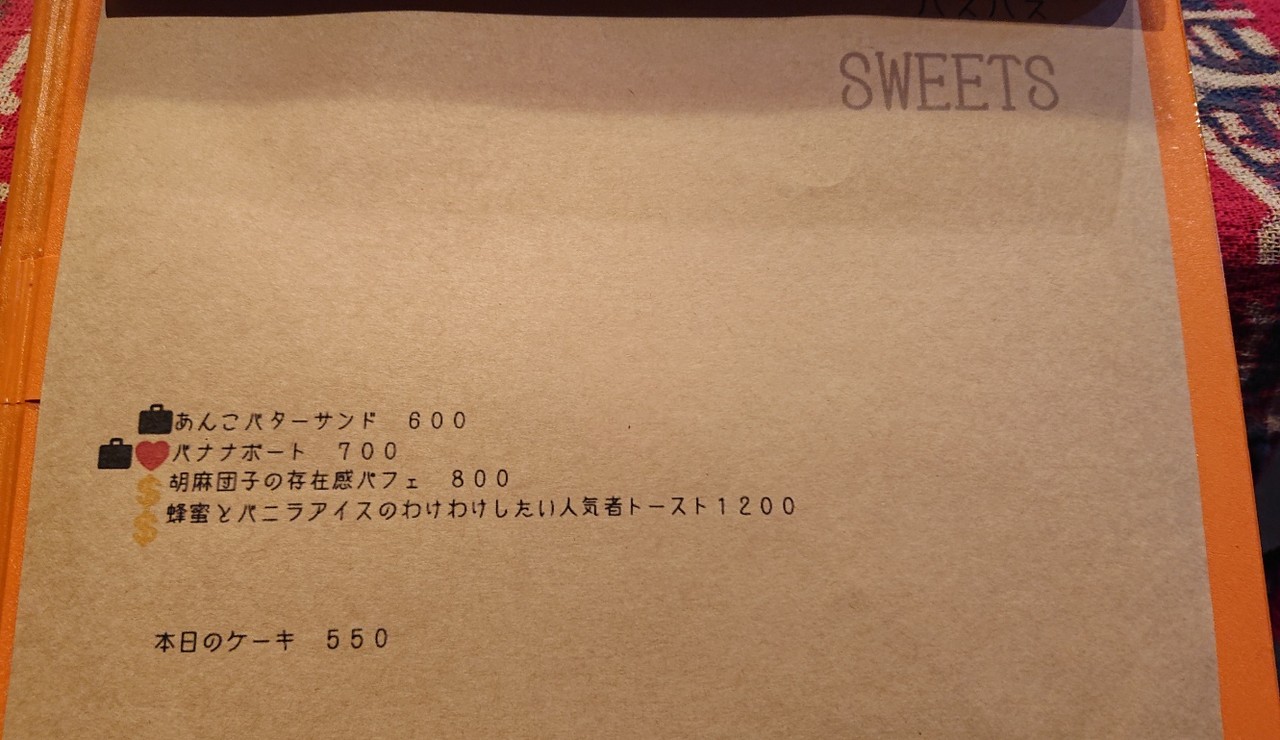 SWEETS
あんこバターサンド 600
バナナボート 700
胡麻団子の存在感パフェ 800
蜂蜜とバニラアイスのわけわけしたい人気者トースト1200
本日のケーキ 550